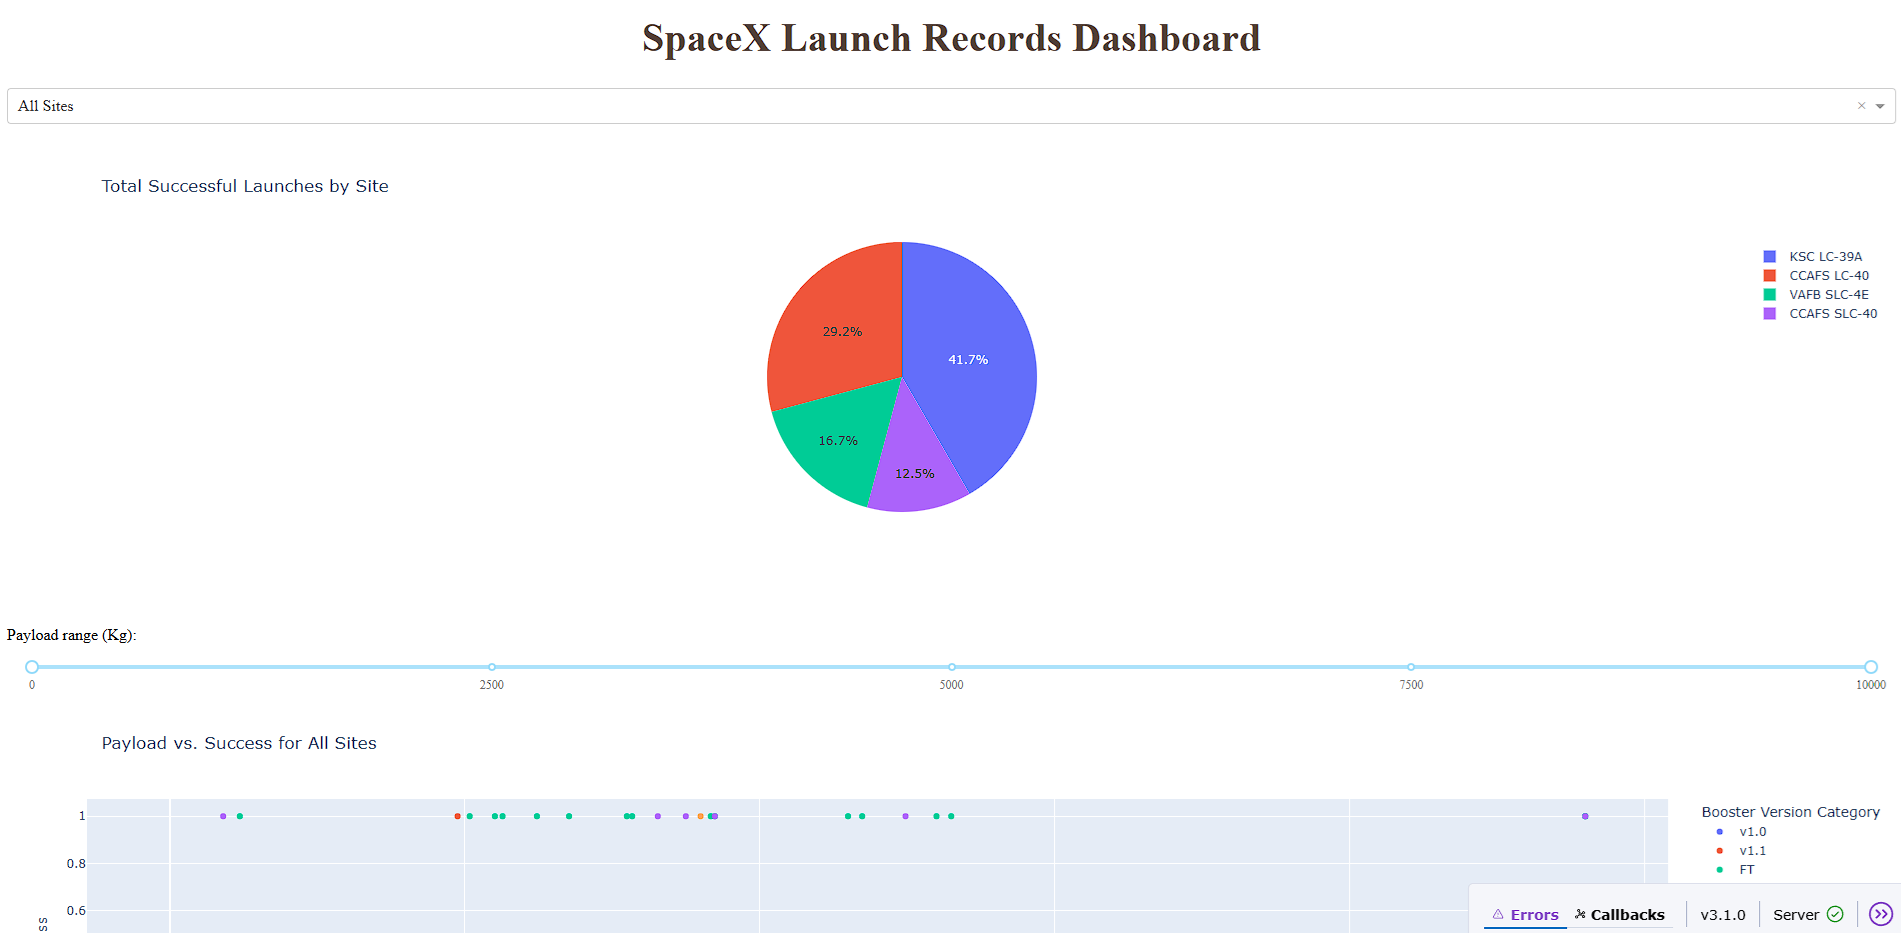 SpaceX Launch Records Dashboard
All Sites
Total Successful Launches by Site
KSC LC-39A
CCAFS LC-40
VAFB SLC-4E
CCAFS SLC-40
29.2%
41.7%
16.7%
12.5%
Payload range (Kg):
0 2500 5000 7500 10000
Payload vs. Success for All Sites
1
0.8
0.6
ss
Booster Version Category
v1.0
v1.1
FT
Errors Callbacks v3.1.0 Server